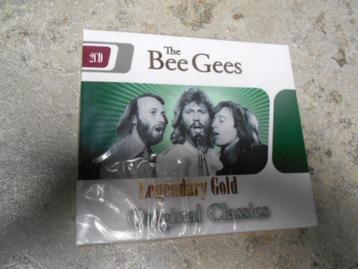 2CD
The
Bee Gees
Legendary Gold
Original Classics